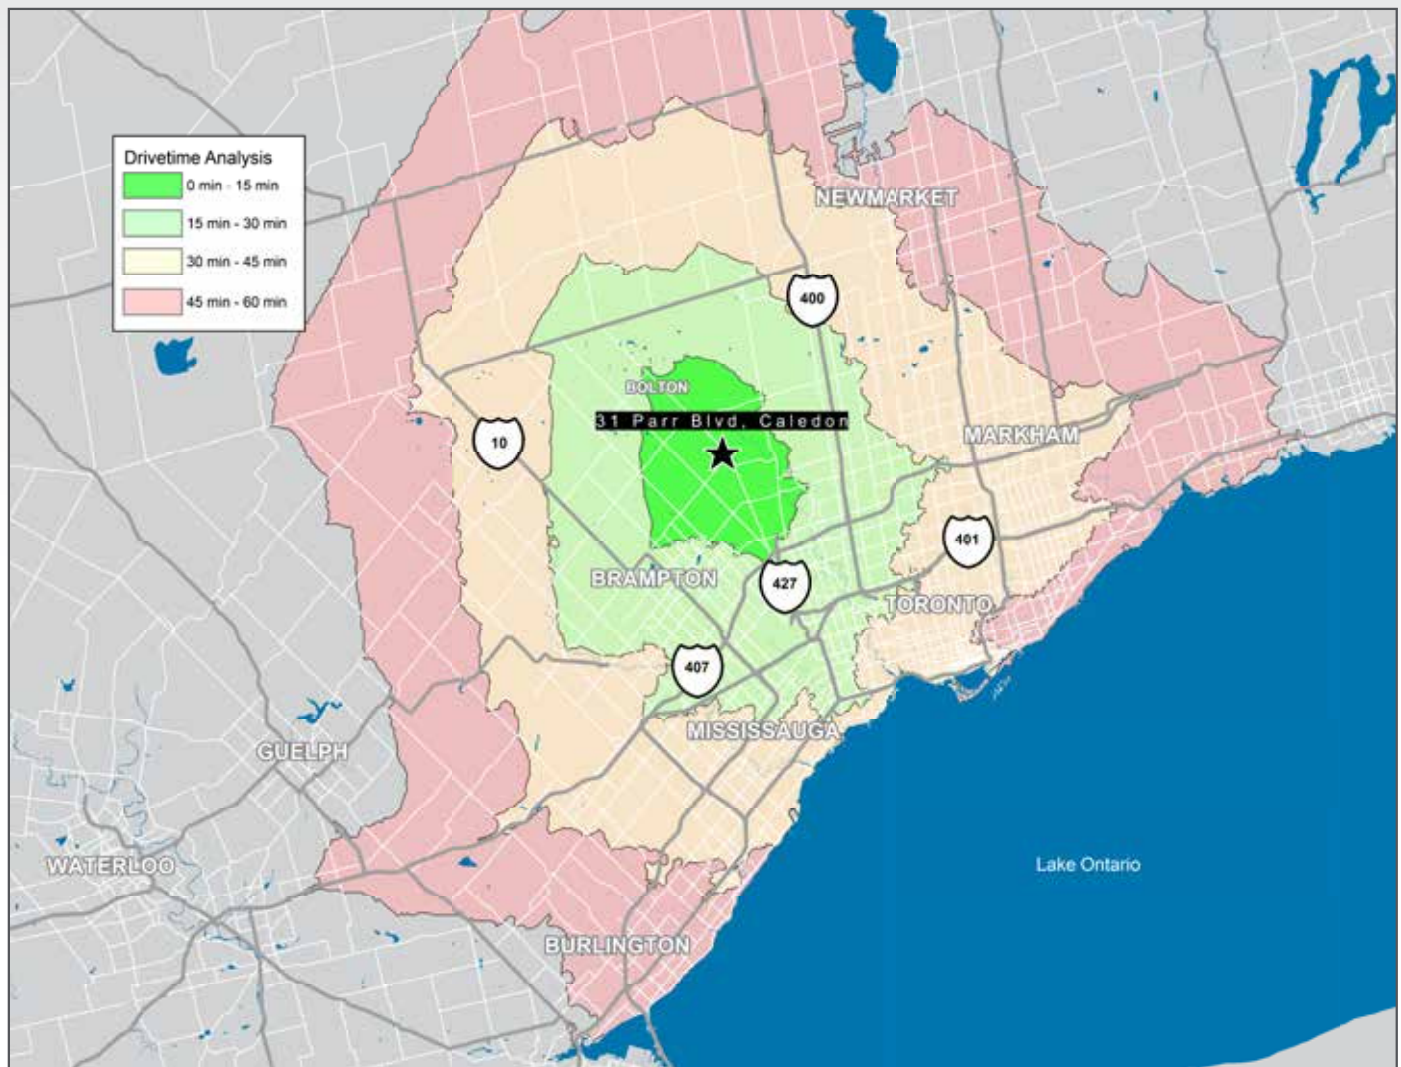 Drivetime Analysis
0 min - 15 min
15 min - 30 min
30 min - 45 min
45 min - 60 min
NEWMARKET
400
BOLTON
31 Parr Blvd, Caledon
10
MARKHAM
401
BRAMPTON
427
TORONTO
407
MISSISSAUGA
GUELPH
WATERLOO
Lake Ontario
BURLINGTON